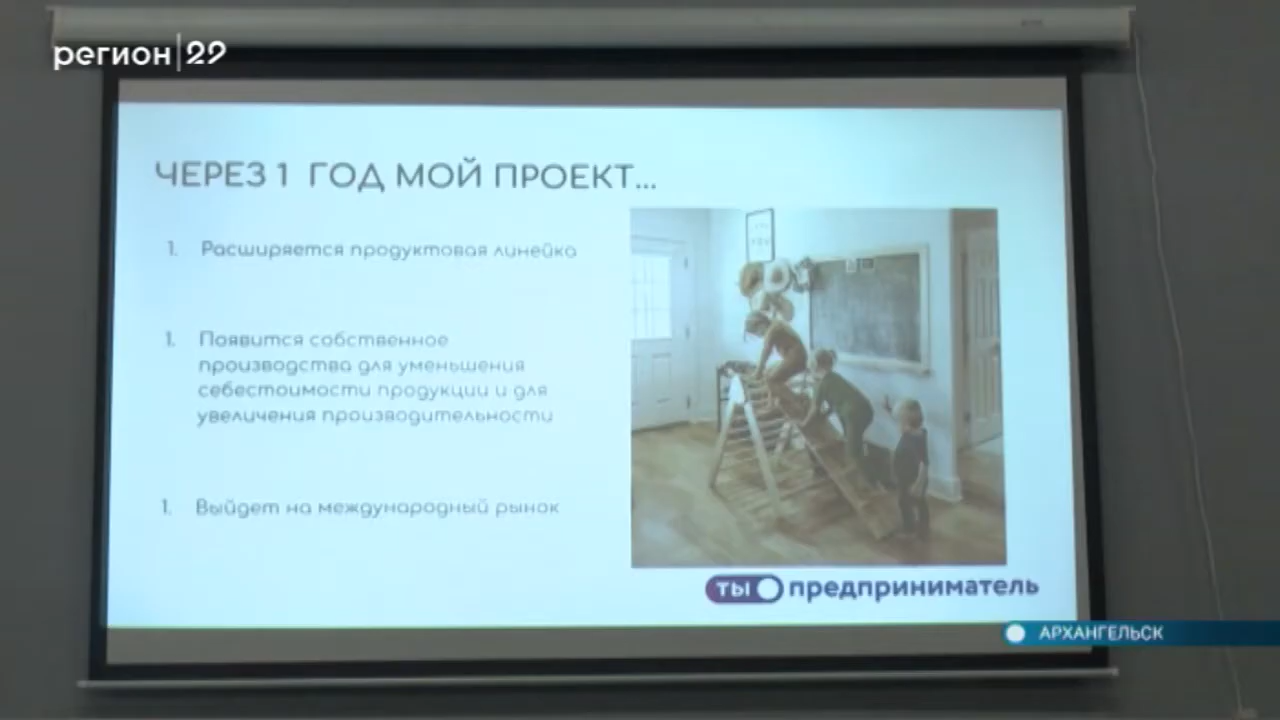 регион|29
ЧЕРЕЗ 1 ГОД МОЙ ПРОЕКТ...
1. Расширяется продуктовая линейка
1. Появится собственное
производства для уменьшения
себестоимости продукции и для
увеличения производительности
1. Выйдет на международный рынок
ТЫ предприниматель
АРХАНГЕЛЬСК